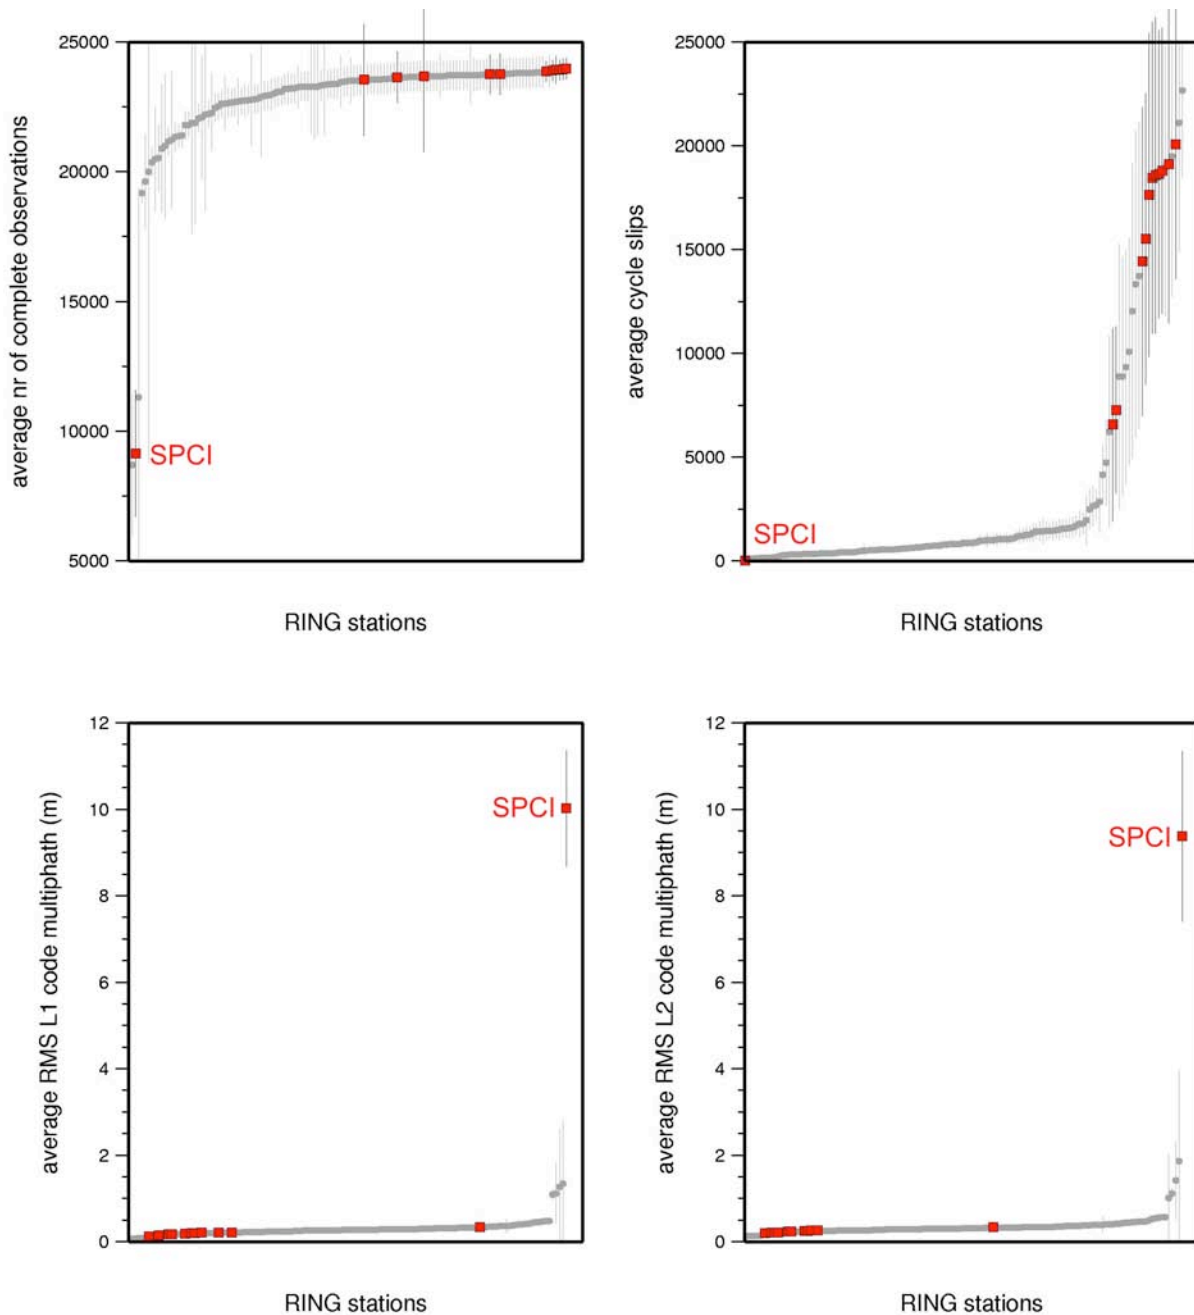 average nr of complete observations
25000
20000
15000
10000
5000
SPCI
RING stations
average cycle slips
25000
20000
15000
10000
5000
0
SPCI
RING stations
average RMS L1 code multiphath (m)
12
10
8
6
4
2
0
SPCI
RING stations
average RMS L2 code multiphath (m)
12
10
8
6
4
2
0
SPCI
RING stations